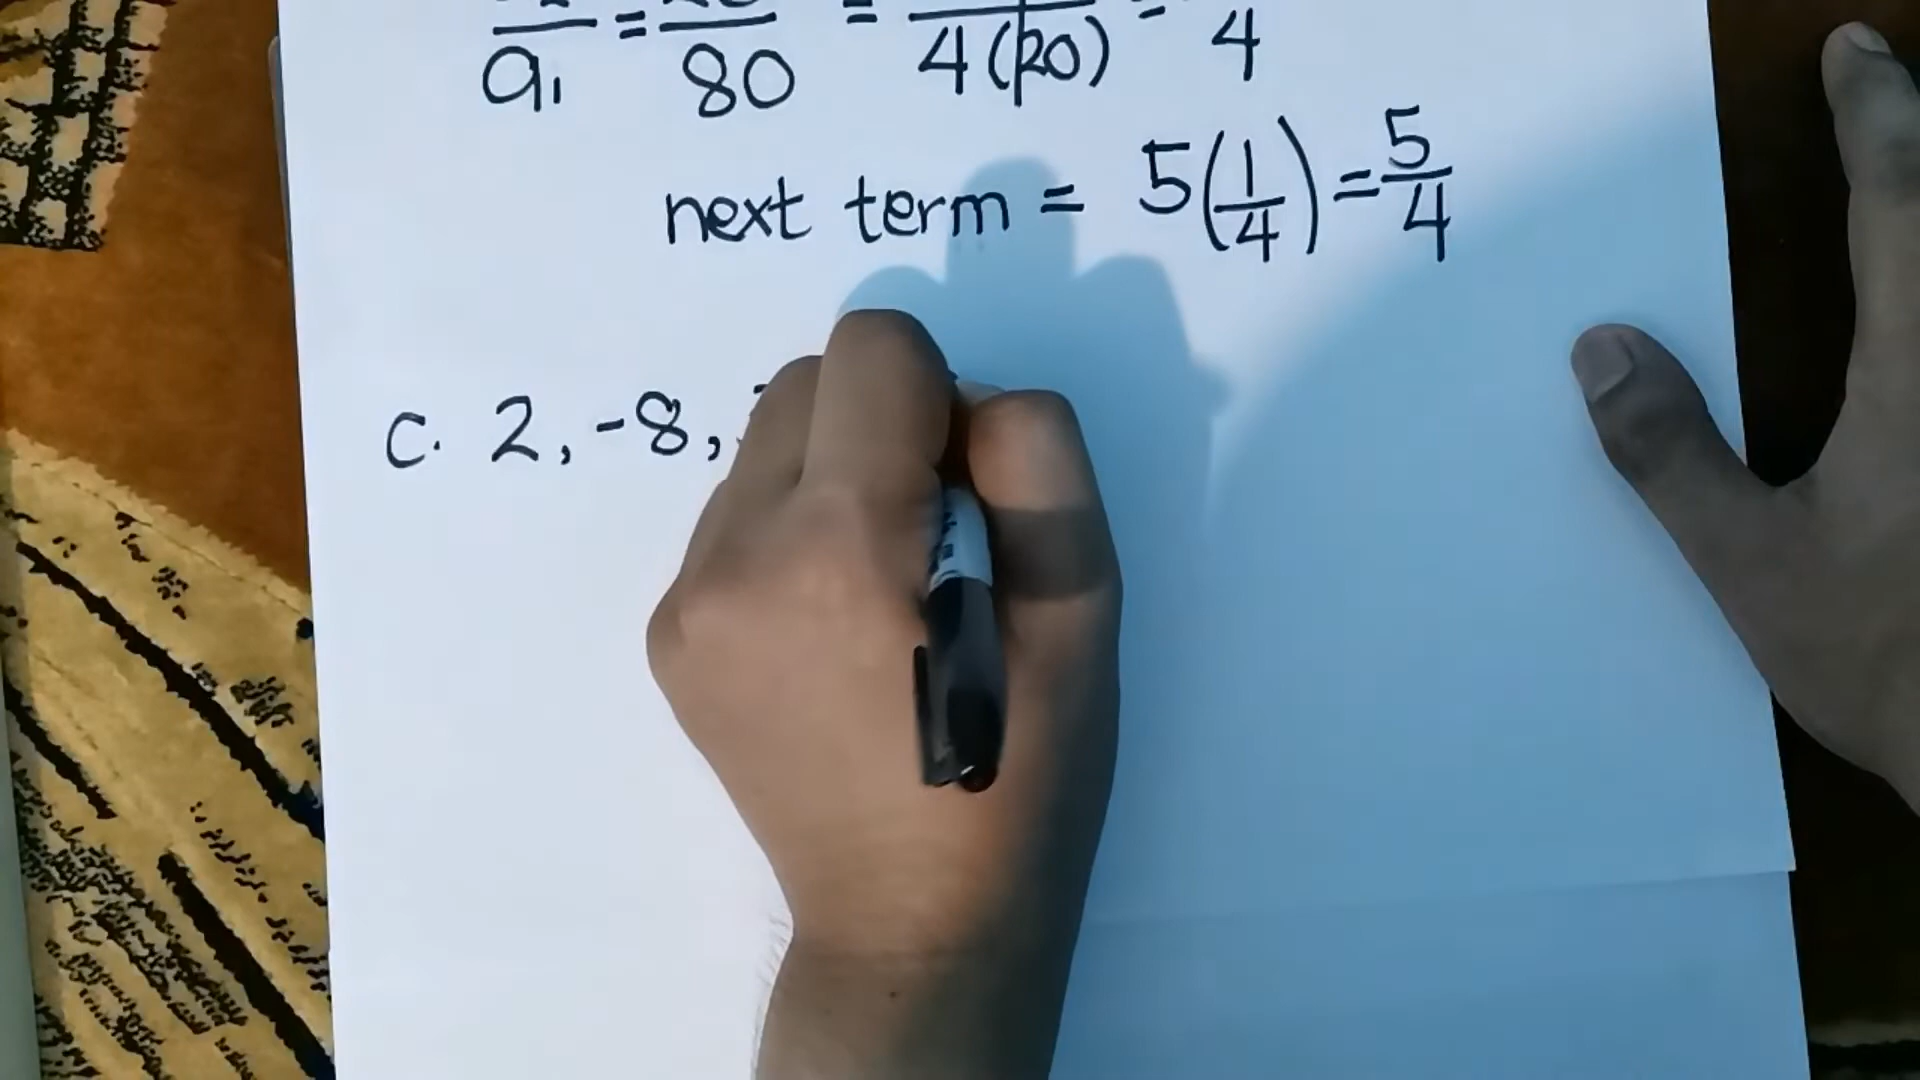 a₁ = 80 = 4(20) = 4
next term = 5(1/4) = 5/4
c. 2, -8,